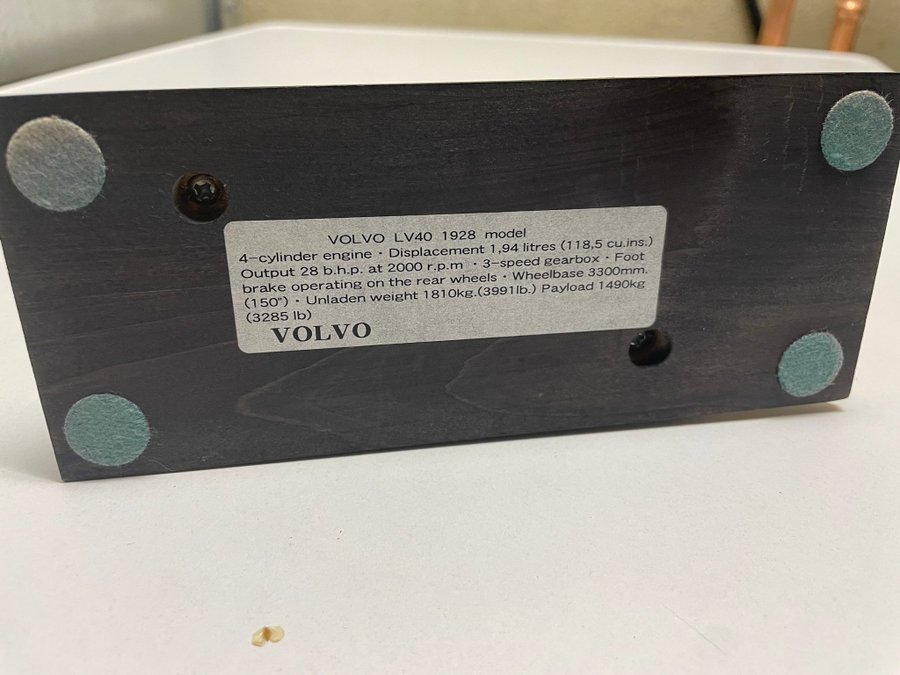 VOLVO LV40 1928 model
4-cylinder engine · Displacement 1,94 litres (118,5 cu.ins.)
Output 28 b.h.p. at 2000 r.p.m · 3-speed gearbox · Foot
brake operating on the rear wheels · Wheelbase 3300mm.
(150") · Unladen weight 1810kg.(3991lb.) Payload 1490kg
(3285 lb)
VOLVO